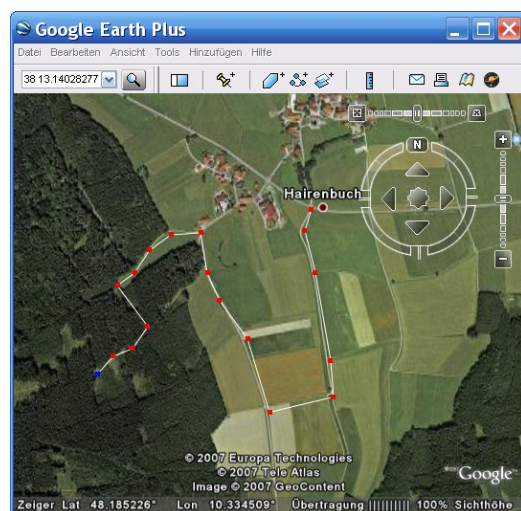 Google Earth Plus
Datei Bearbeiten Ansicht Tools Hinzufügen Hilfe
38 13.14028277
N
Hairenbuch
© 2007 Europa Technologies
© 2007 Tele Atlas
Image © 2007 GeoContent
Google
Zeiger Lat 48.185226° Lon 10.334509° Übertragung ||||||||| 100% Sichthöhe